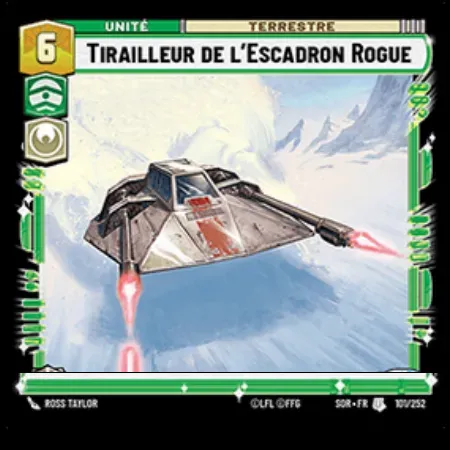 UNITÉ TERRESTRE
6 TIRAILLEUR DE L'ESCADRON ROGUE
ROSS TAYLOR ©LFL ©FFG SOR • FR U 101/252